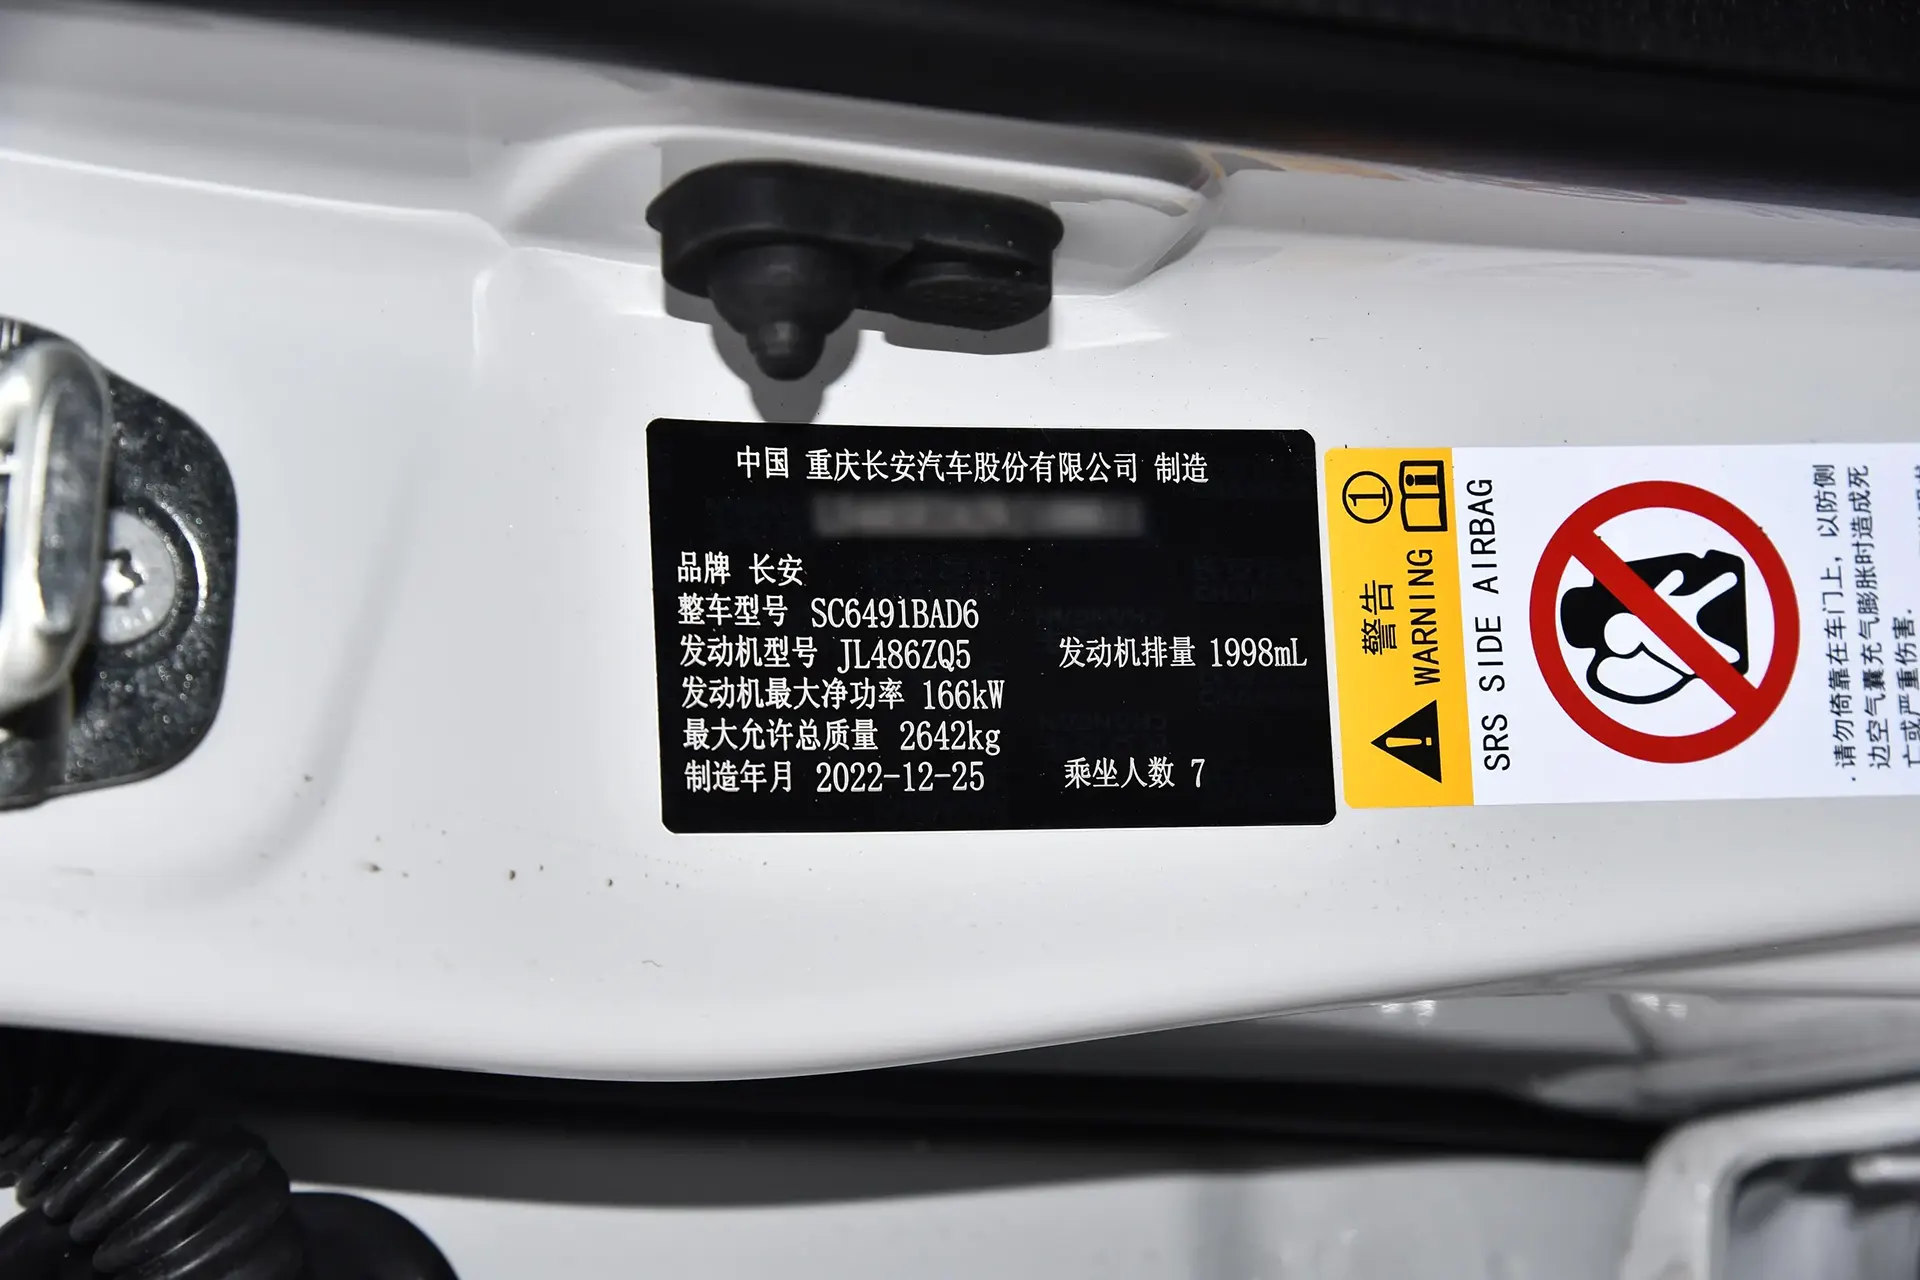 中国 重庆长安汽车股份有限公司 制造
品牌 长安
整车型号 SC6491BAD6
发动机型号 JL486ZQ5 发动机排量 1998mL
发动机最大净功率 166kW
最大允许总质量 2642kg
制造年月 2022-12-25 乘坐人数 7
①
警告
WARNING
SRS SIDE AIRBAG
·请勿倚靠在车门上，以防侧
边空气囊充气膨胀时造成死
亡或严重伤害.